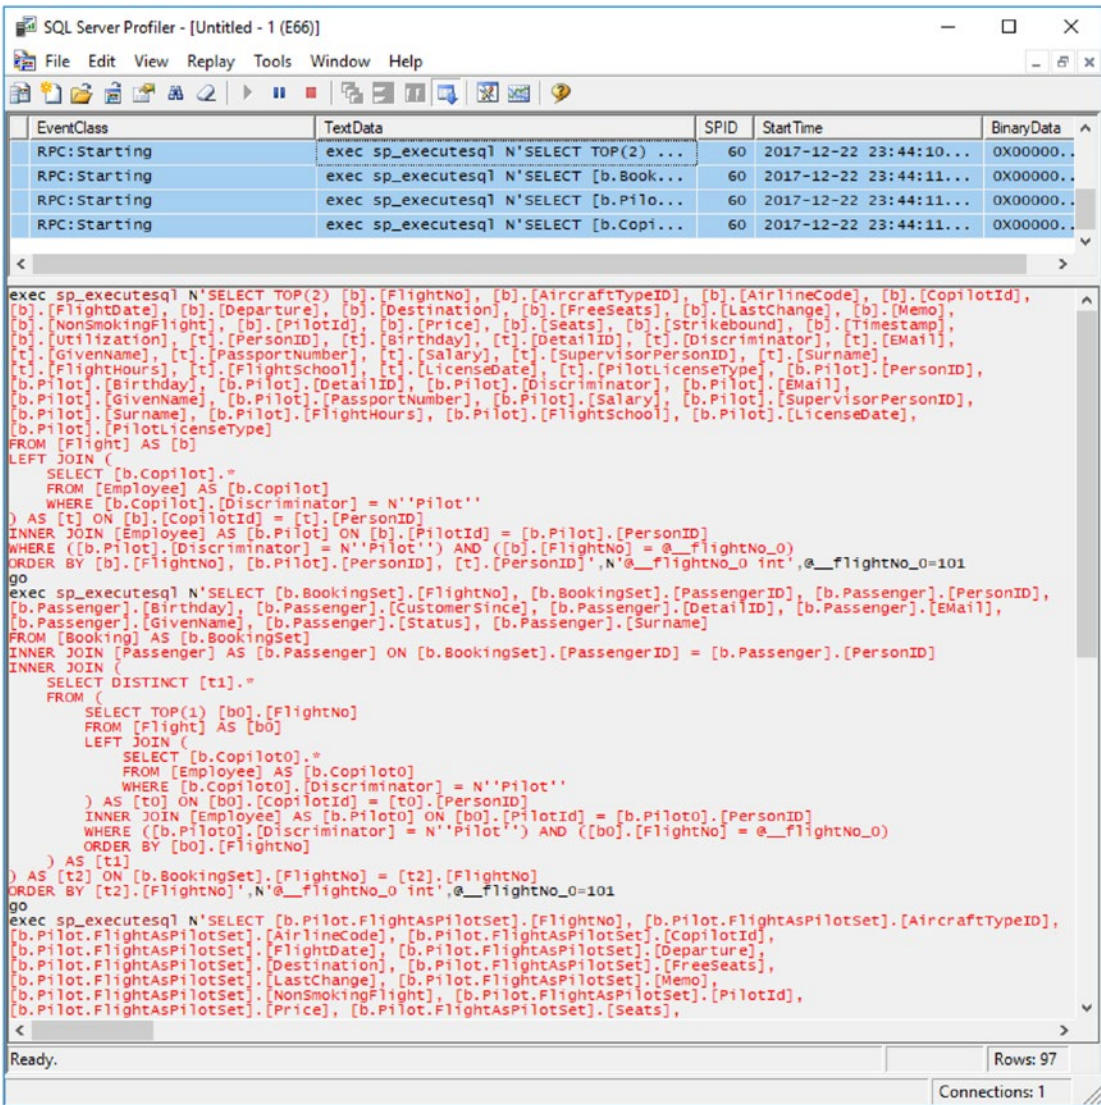 SQL Server Profiler - [Untitled - 1 (E66)]
File Edit View Replay Tools Window Help
EventClass TextData SPID StartTime BinaryData
RPC:Starting exec sp_executesql N'SELECT TOP(2) ... 60 2017-12-22 23:44:10... 0X00000..
RPC:Starting exec sp_executesql N'SELECT [b.Book... 60 2017-12-22 23:44:11... 0X00000..
RPC:Starting exec sp_executesql N'SELECT [b.Pilo... 60 2017-12-22 23:44:11... 0X00000..
RPC:Starting exec sp_executesql N'SELECT [b.Copi... 60 2017-12-22 23:44:11... 0X00000..
exec sp_executesql N'SELECT TOP(2) [b].[FlightNo], [b].[AircraftTypeID], [b].[AirlineCode], [b].[CopilotId],
[b].[FlightDate], [b].[Departure], [b].[Destination], [b].[FreeSeats], [b].[LastChange], [b].[Memo],
[b].[NonSmokingFlight], [b].[PilotId], [b].[Price], [b].[Seats], [b].[Strikebound], [b].[Timestamp],
[b].[Utilization], [t].[PersonID], [t].[Birthday], [t].[DetailID], [t].[Discriminator], [t].[EMail],
[t].[GivenName], [t].[PassportNumber], [t].[Salary], [t].[SupervisorPersonID], [t].[Surname],
[t].[FlightHours], [t].[FlightSchool], [t].[LicenseDate], [t].[PilotLicenseType], [b.Pilot].[PersonID],
[b.Pilot].[Birthday], [b.Pilot].[DetailID], [b.Pilot].[Discriminator], [b.Pilot].[EMail],
[b.Pilot].[GivenName], [b.Pilot].[PassportNumber], [b.Pilot].[Salary], [b.Pilot].[SupervisorPersonID],
[b.Pilot].[Surname], [b.Pilot].[FlightHours], [b.Pilot].[FlightSchool], [b.Pilot].[LicenseDate],
[b.Pilot].[PilotLicenseType]
FROM [Flight] AS [b]
LEFT JOIN (
SELECT [b.Copilot].*
FROM [Employee] AS [b.Copilot]
WHERE [b.Copilot].[Discriminator] = N''Pilot''
) AS [t] ON [b].[CopilotId] = [t].[PersonID]
INNER JOIN [Employee] AS [b.Pilot] ON [b].[PilotId] = [b.Pilot].[PersonID]
WHERE ([b.Pilot].[Discriminator] = N''Pilot'') AND ([b].[FlightNo] = @__flightNo_0)
ORDER BY [b].[FlightNo], [b.Pilot].[PersonID], [t].[PersonID]',N'@__flightNo_0 int',@__flightNo_0=101
go
exec sp_executesql N'SELECT [b.BookingSet].[FlightNo], [b.BookingSet].[PassengerID], [b.Passenger].[PersonID],
[b.Passenger].[Birthday], [b.Passenger].[CustomerSince], [b.Passenger].[DetailID], [b.Passenger].[EMail],
[b.Passenger].[GivenName], [b.Passenger].[Status], [b.Passenger].[Surname]
FROM [Booking] AS [b.BookingSet]
INNER JOIN [Passenger] AS [b.Passenger] ON [b.BookingSet].[PassengerID] = [b.Passenger].[PersonID]
INNER JOIN (
SELECT DISTINCT [t1].*
FROM (
SELECT TOP(1) [b0].[FlightNo]
FROM [Flight] AS [b0]
LEFT JOIN (
SELECT [b.Copilot0].*
FROM [Employee] AS [b.Copilot0]
WHERE [b.Copilot0].[Discriminator] = N''Pilot''
) AS [t0] ON [b0].[CopilotId] = [t0].[PersonID]
INNER JOIN [Employee] AS [b.Pilot0] ON [b0].[PilotId] = [b.Pilot0].[PersonID]
WHERE ([b.Pilot0].[Discriminator] = N''Pilot'') AND ([b0].[FlightNo] = @__flightNo_0)
ORDER BY [b0].[FlightNo]
) AS [t1]
) AS [t2] ON [b.BookingSet].[FlightNo] = [t2].[FlightNo]
ORDER BY [t2].[FlightNo]',N'@__flightNo_0 int',@__flightNo_0=101
go
exec sp_executesql N'SELECT [b.Pilot.FlightAsPilotSet].[FlightNo], [b.Pilot.FlightAsPilotSet].[AircraftTypeID],
[b.Pilot.FlightAsPilotSet].[AirlineCode], [b.Pilot.FlightAsPilotSet].[CopilotId],
[b.Pilot.FlightAsPilotSet].[FlightDate], [b.Pilot.FlightAsPilotSet].[Departure],
[b.Pilot.FlightAsPilotSet].[Destination], [b.Pilot.FlightAsPilotSet].[FreeSeats],
[b.Pilot.FlightAsPilotSet].[LastChange], [b.Pilot.FlightAsPilotSet].[Memo],
[b.Pilot.FlightAsPilotSet].[NonSmokingFlight], [b.Pilot.FlightAsPilotSet].[PilotId],
[b.Pilot.FlightAsPilotSet].[Price], [b.Pilot.FlightAsPilotSet].[Seats],
Ready.
Rows: 97
Connections: 1